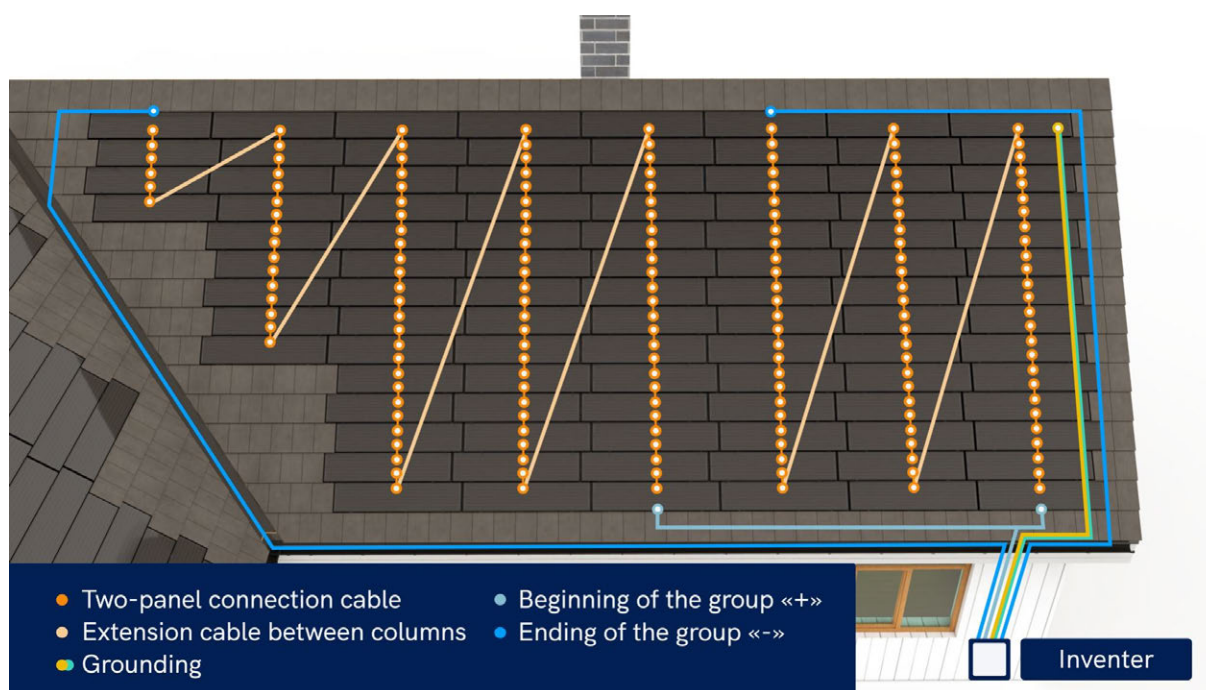 Two-panel connection cable
Extension cable between columns
Grounding
Beginning of the group «+»
Ending of the group «-»
Inventer